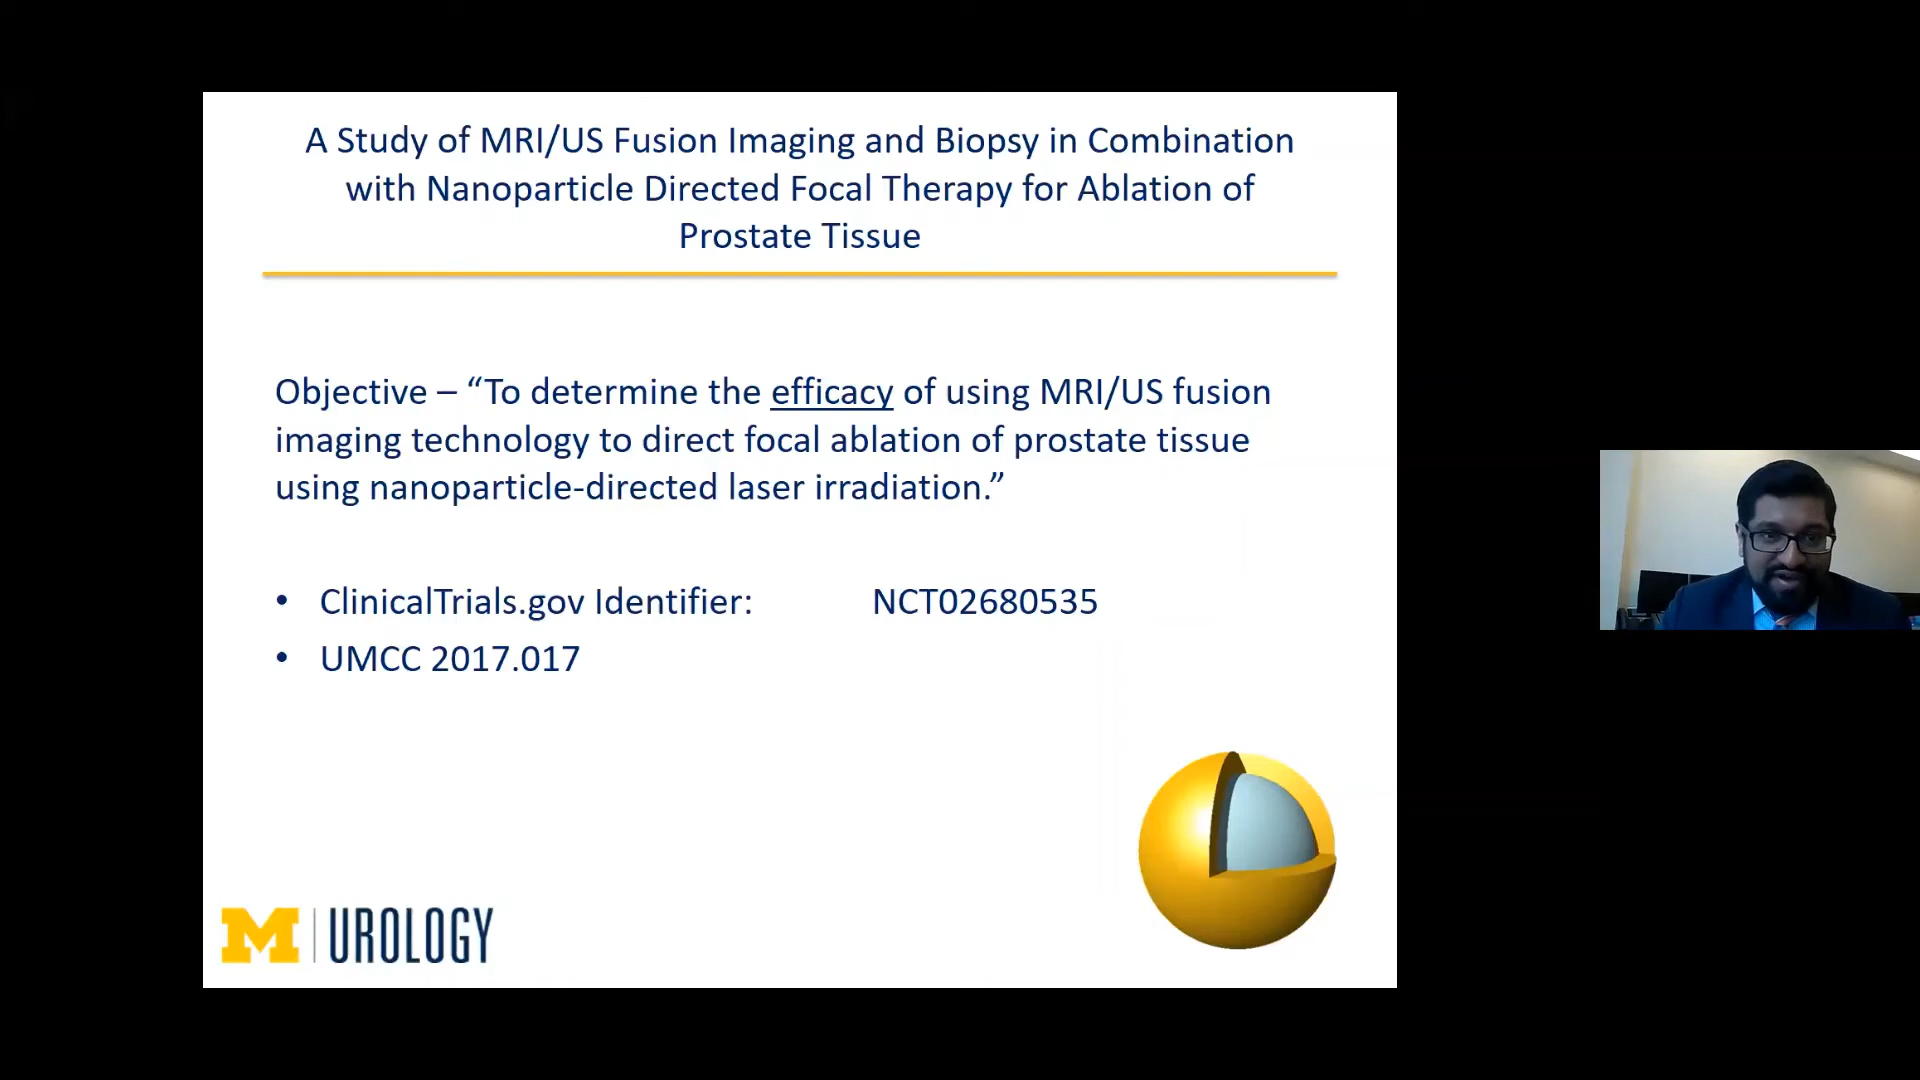 A Study of MRI/US Fusion Imaging and Biopsy in Combination
with Nanoparticle Directed Focal Therapy for Ablation of
Prostate Tissue
Objective – “To determine the efficacy of using MRI/US fusion
imaging technology to direct focal ablation of prostate tissue
using nanoparticle-directed laser irradiation.”
• ClinicalTrials.gov Identifier: NCT02680535
• UMCC 2017.017
M | UROLOGY